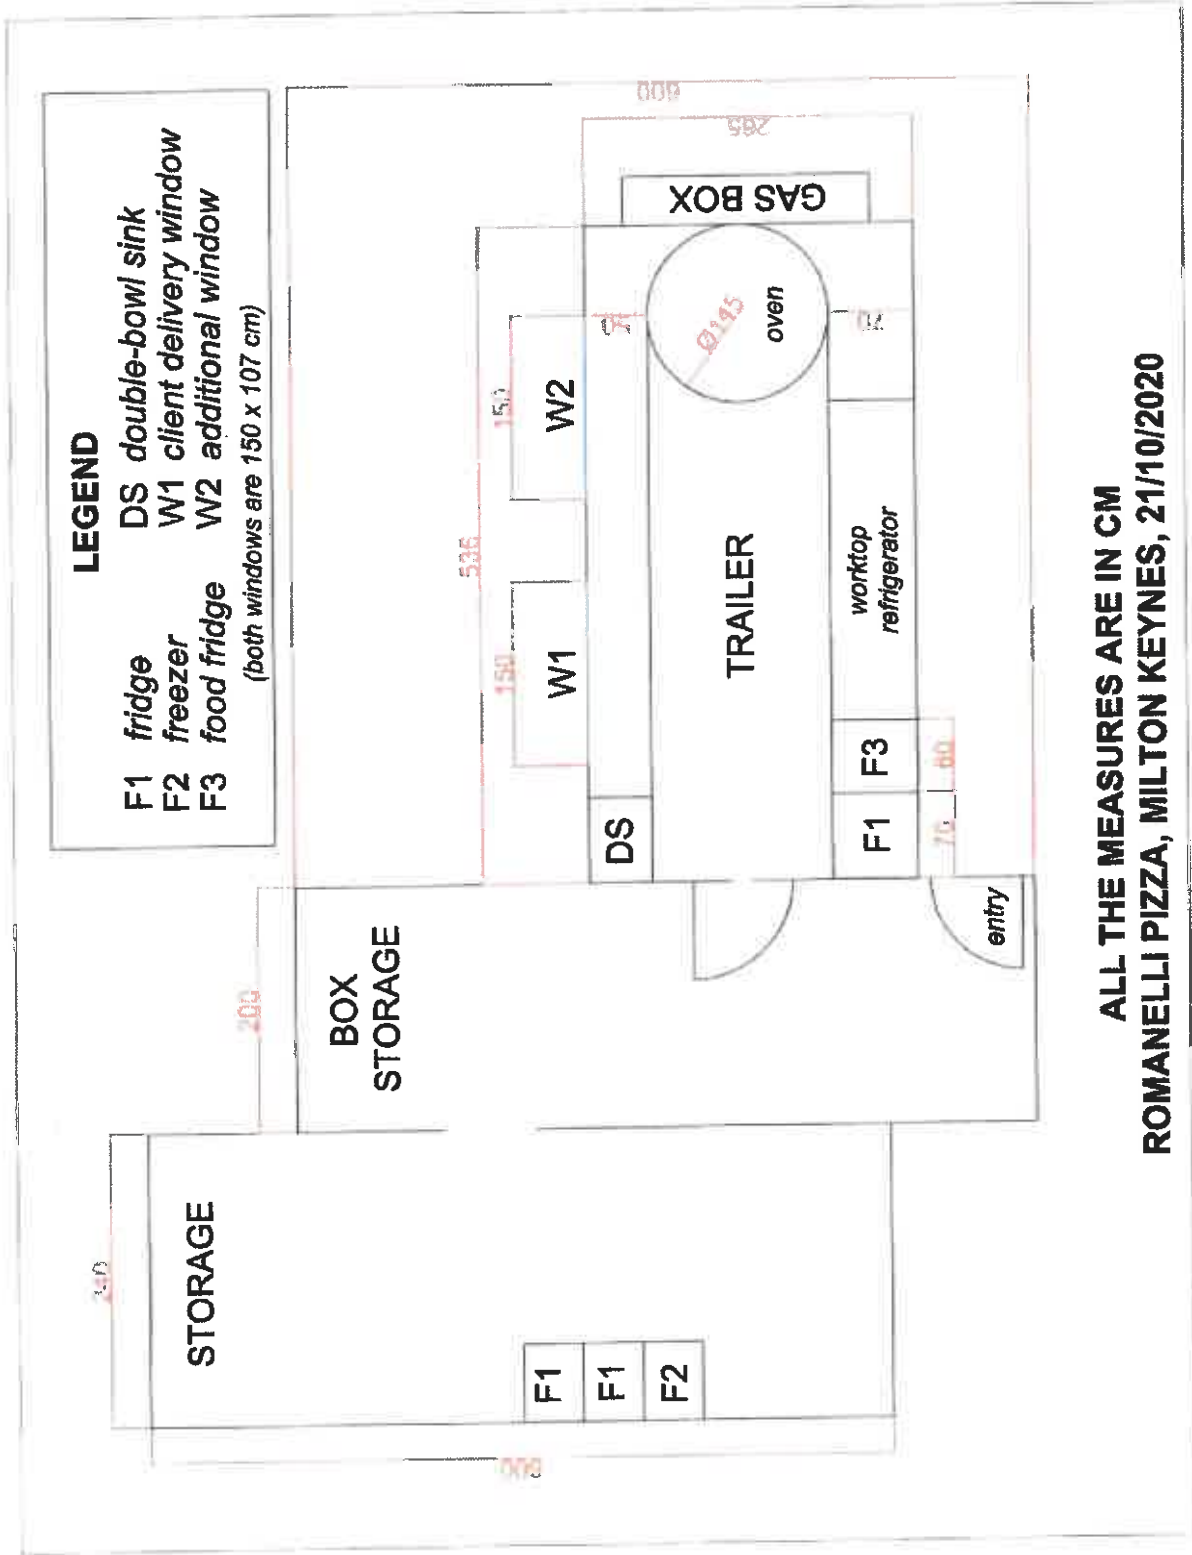 LEGEND
F1 fridge DS double-bowl sink
F2 freezer W1 client delivery window
F3 food fridge W2 additional window
(both windows are 150 x 107 cm)
600
265
GAS BOX
536
150
150
W1
W2
Ø145
oven
70
TRAILER
worktop
refrigerator
DS
F1
F3
70
60
entry
200
BOX
STORAGE
240
STORAGE
F1
F1
F2
600
ALL THE MEASURES ARE IN CM
ROMANELLI PIZZA, MILTON KEYNES, 21/10/2020